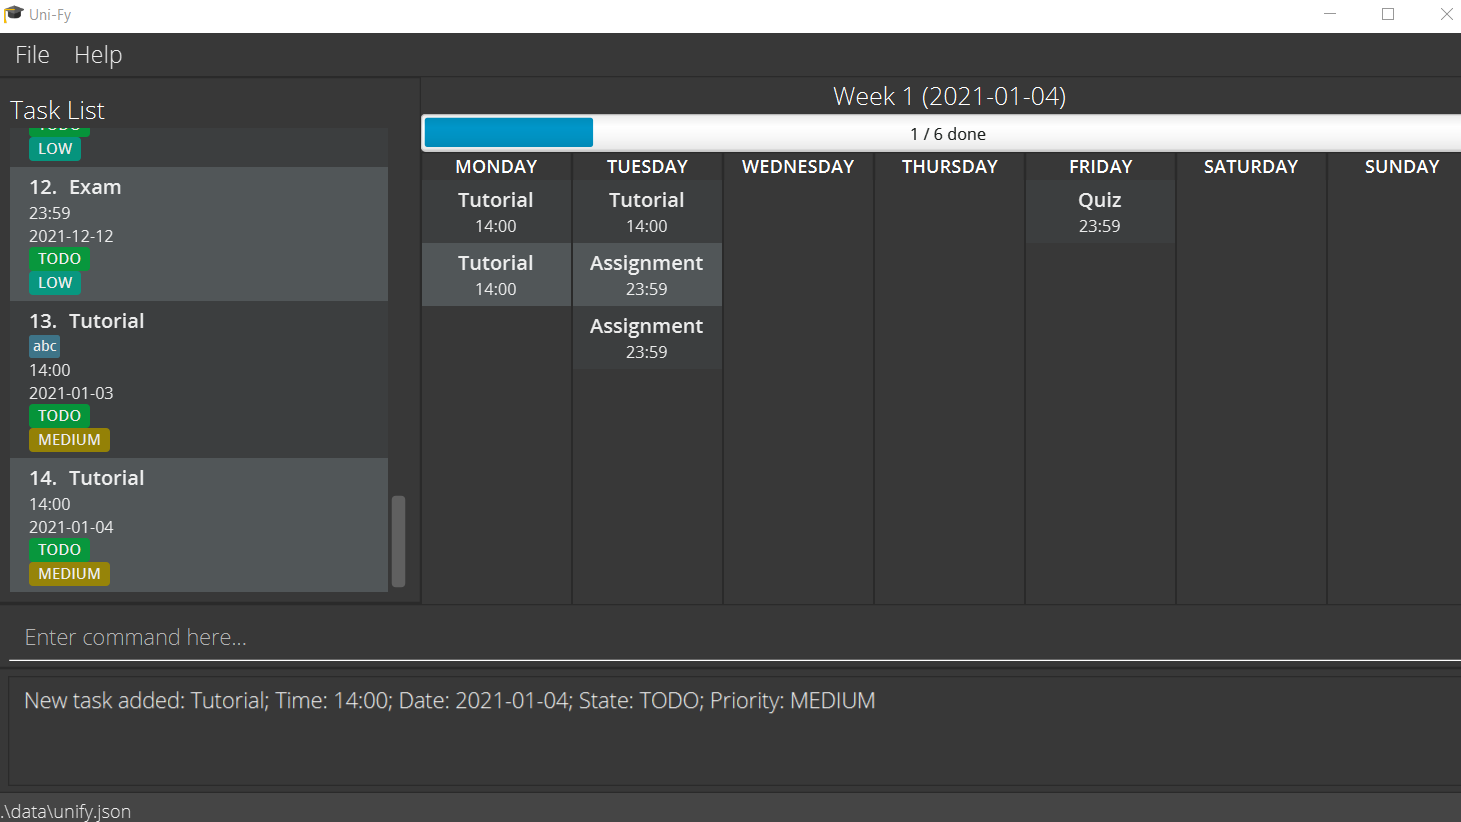 Uni-Fy
File Help
Task List
TODO
LOW
12. Exam
23:59
2021-12-12
TODO
LOW
13. Tutorial
abc
14:00
2021-01-03
TODO
MEDIUM
14. Tutorial
14:00
2021-01-04
TODO
MEDIUM
Week 1 (2021-01-04)
1 / 6 done
MONDAY TUESDAY WEDNESDAY THURSDAY FRIDAY SATURDAY SUNDAY
Tutorial Tutorial Quiz
14:00 14:00 23:59
Tutorial Assignment
14:00 23:59
Assignment
23:59
Enter command here...
New task added: Tutorial; Time: 14:00; Date: 2021-01-04; State: TODO; Priority: MEDIUM
.\data\unify.json